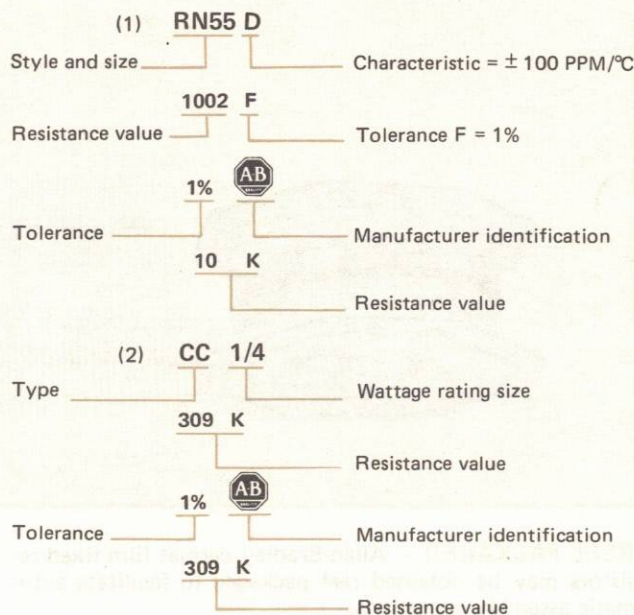 (1) RN55 D
Style and size Characteristic = ± 100 PPM/°C
1002 F
Resistance value Tolerance F = 1%
1% A-B QUALITY
Tolerance Manufacturer identification
10 K
Resistance value
(2) CC 1/4
Type Wattage rating size
309 K
Resistance value
1% A-B QUALITY
Tolerance Manufacturer identification
309 K
Resistance value